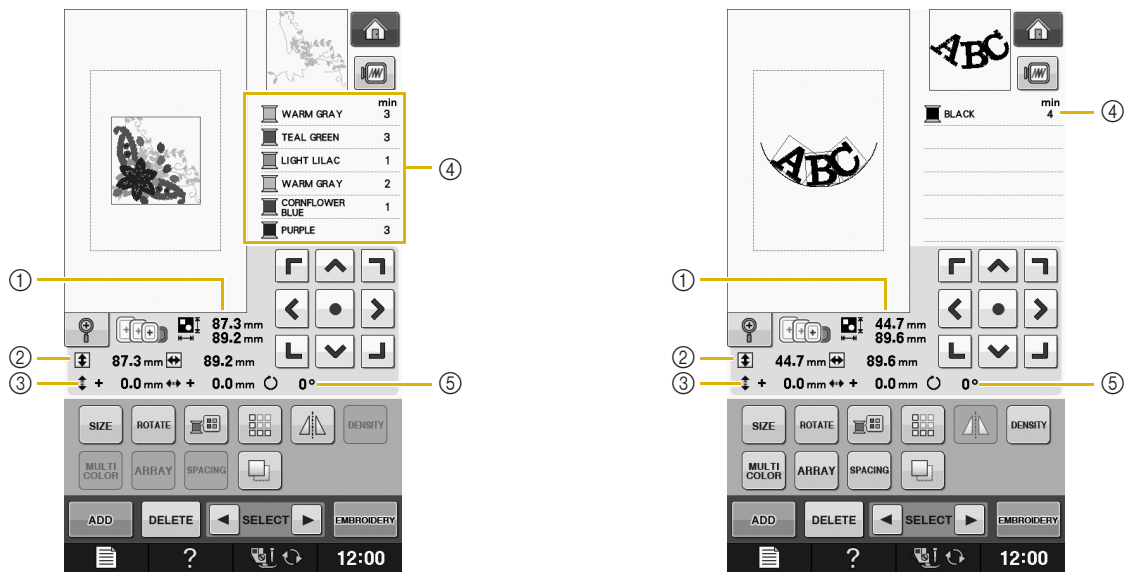 min
WARM GRAY 3
TEAL GREEN 3
LIGHT LILAC 1
WARM GRAY 2
CORNFLOWER
BLUE 1
PURPLE 3
④
①
87.3 mm
89.2 mm
② 87.3 mm 89.2 mm
③ + 0.0 mm + 0.0 mm 0° ⑤
SIZE ROTATE DENSITY
MULTI
COLOR ARRAY SPACING
ADD DELETE SELECT EMBROIDERY
? 12:00
ABC
min
BLACK 4 ④
ABC
①
44.7 mm
89.6 mm
② 44.7 mm 89.6 mm
③ + 0.0 mm + 0.0 mm 0° ⑤
SIZE ROTATE DENSITY
MULTI
COLOR ARRAY SPACING
ADD DELETE SELECT EMBROIDERY
? 12:00